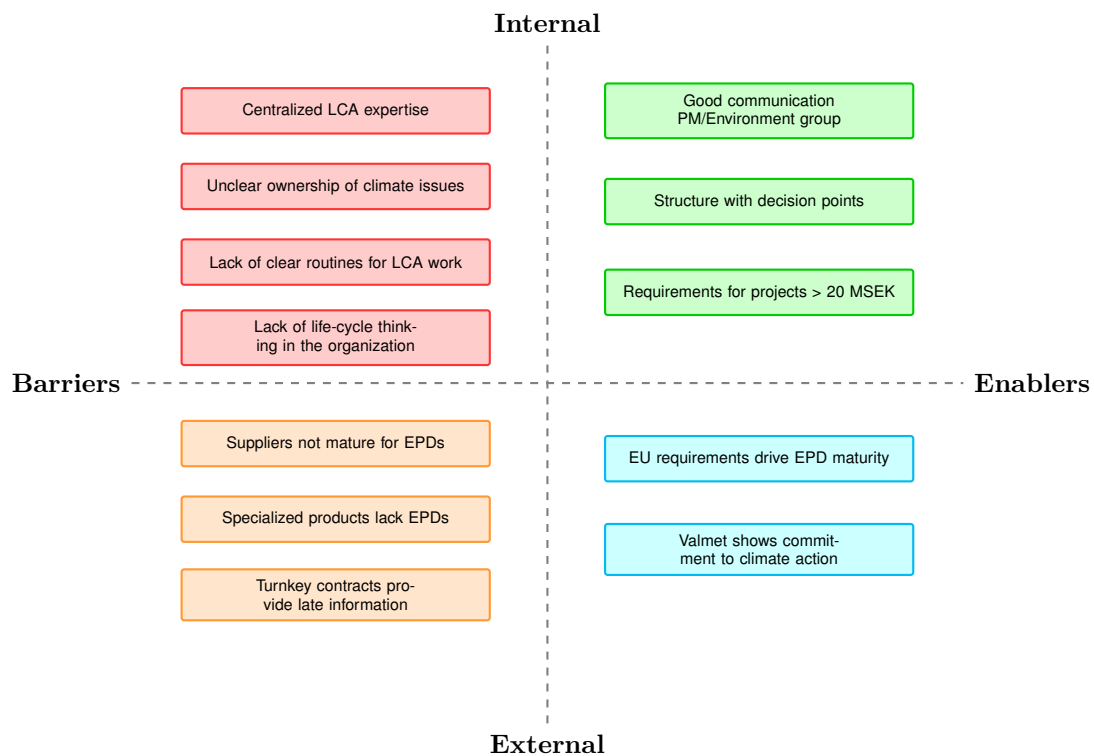 Internal
Centralized LCA expertise
Unclear ownership of climate issues
Lack of clear routines for LCA work
Lack of life-cycle think-
ing in the organization
Good communication
PM/Environment group
Structure with decision points
Requirements for projects > 20 MSEK
Barriers
Enablers
Suppliers not mature for EPDs
Specialized products lack EPDs
Turnkey contracts pro-
vide late information
EU requirements drive EPD maturity
Valmet shows commit-
ment to climate action
External